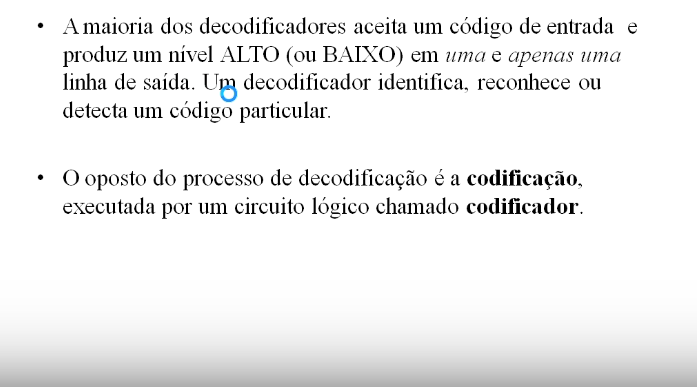 • A maioria dos decodificadores aceita um código de entrada e
produz um nível ALTO (ou BAIXO) em uma e apenas uma
linha de saída. Um decodificador identifica, reconhece ou
detecta um código particular.
• O oposto do processo de decodificação é a codificação,
executada por um circuito lógico chamado codificador.